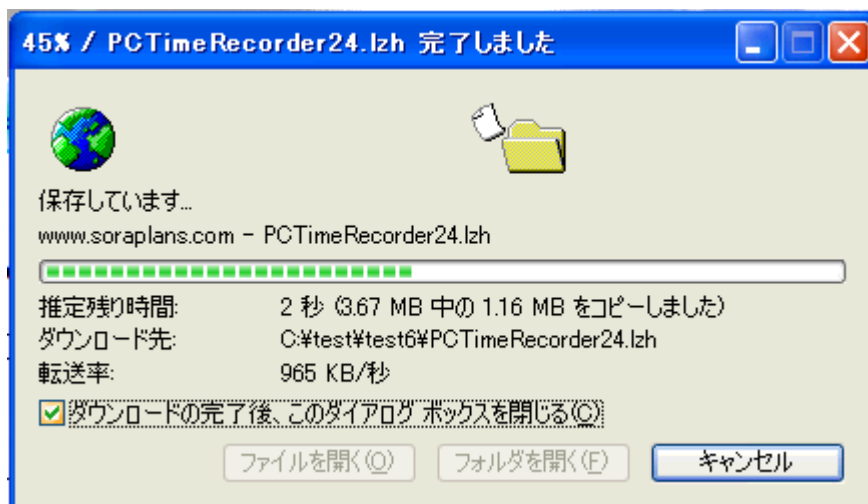 45% / PCTimeRecorder24.lzh 完了しました
保存しています...
www.soraplans.com - PCTimeRecorder24.lzh
推定残り時間: 2 秒 (3.67 MB 中の 1.16 MB をコピーしました)
ダウンロード先: C:¥test¥test6¥PCTimeRecorder24.lzh
転送率: 965 KB/秒
ダウンロードの完了後、このダイアログ ボックスを閉じる(C)
ファイルを開く(O) フォルダを開く(F) キャンセル